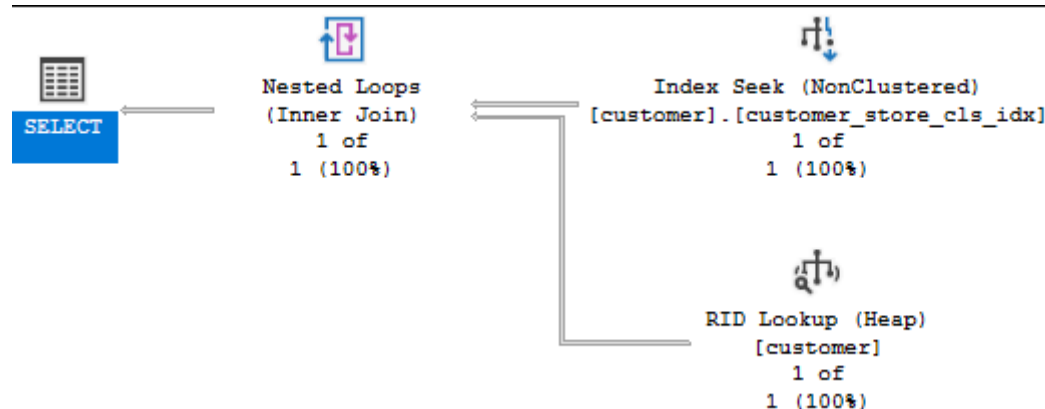 SELECT
Nested Loops
(Inner Join)
1 of
1 (100%)
Index Seek (NonClustered)
[customer].[customer_store_cls_idx]
1 of
1 (100%)
RID Lookup (Heap)
[customer]
1 of
1 (100%)